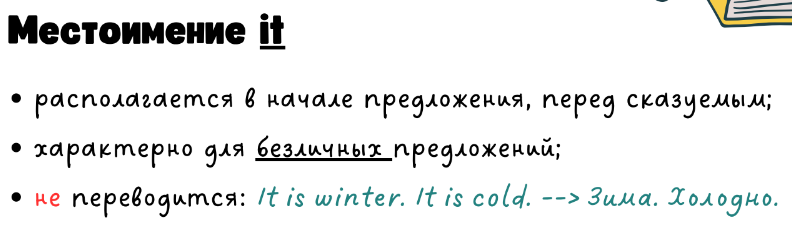 Местоимение it
• располагается в начале предложения, перед сказуемым;
• характерно для безличных предложений;
• не переводится: It is winter. It is cold. --> Зима. Холодно.